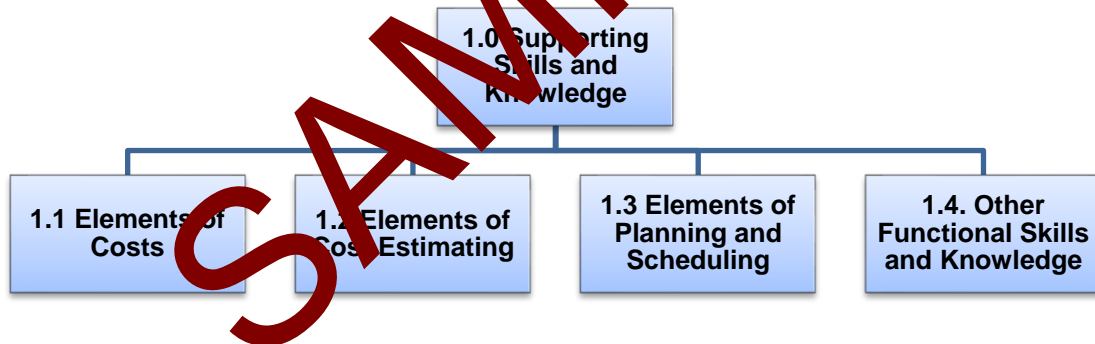 1.0 Supporting
Skills and
Knowledge
1.1 Elements of
Costs
1.2 Elements of
Cost Estimating
1.3 Elements of
Planning and
Scheduling
1.4. Other
Functional Skills
and Knowledge